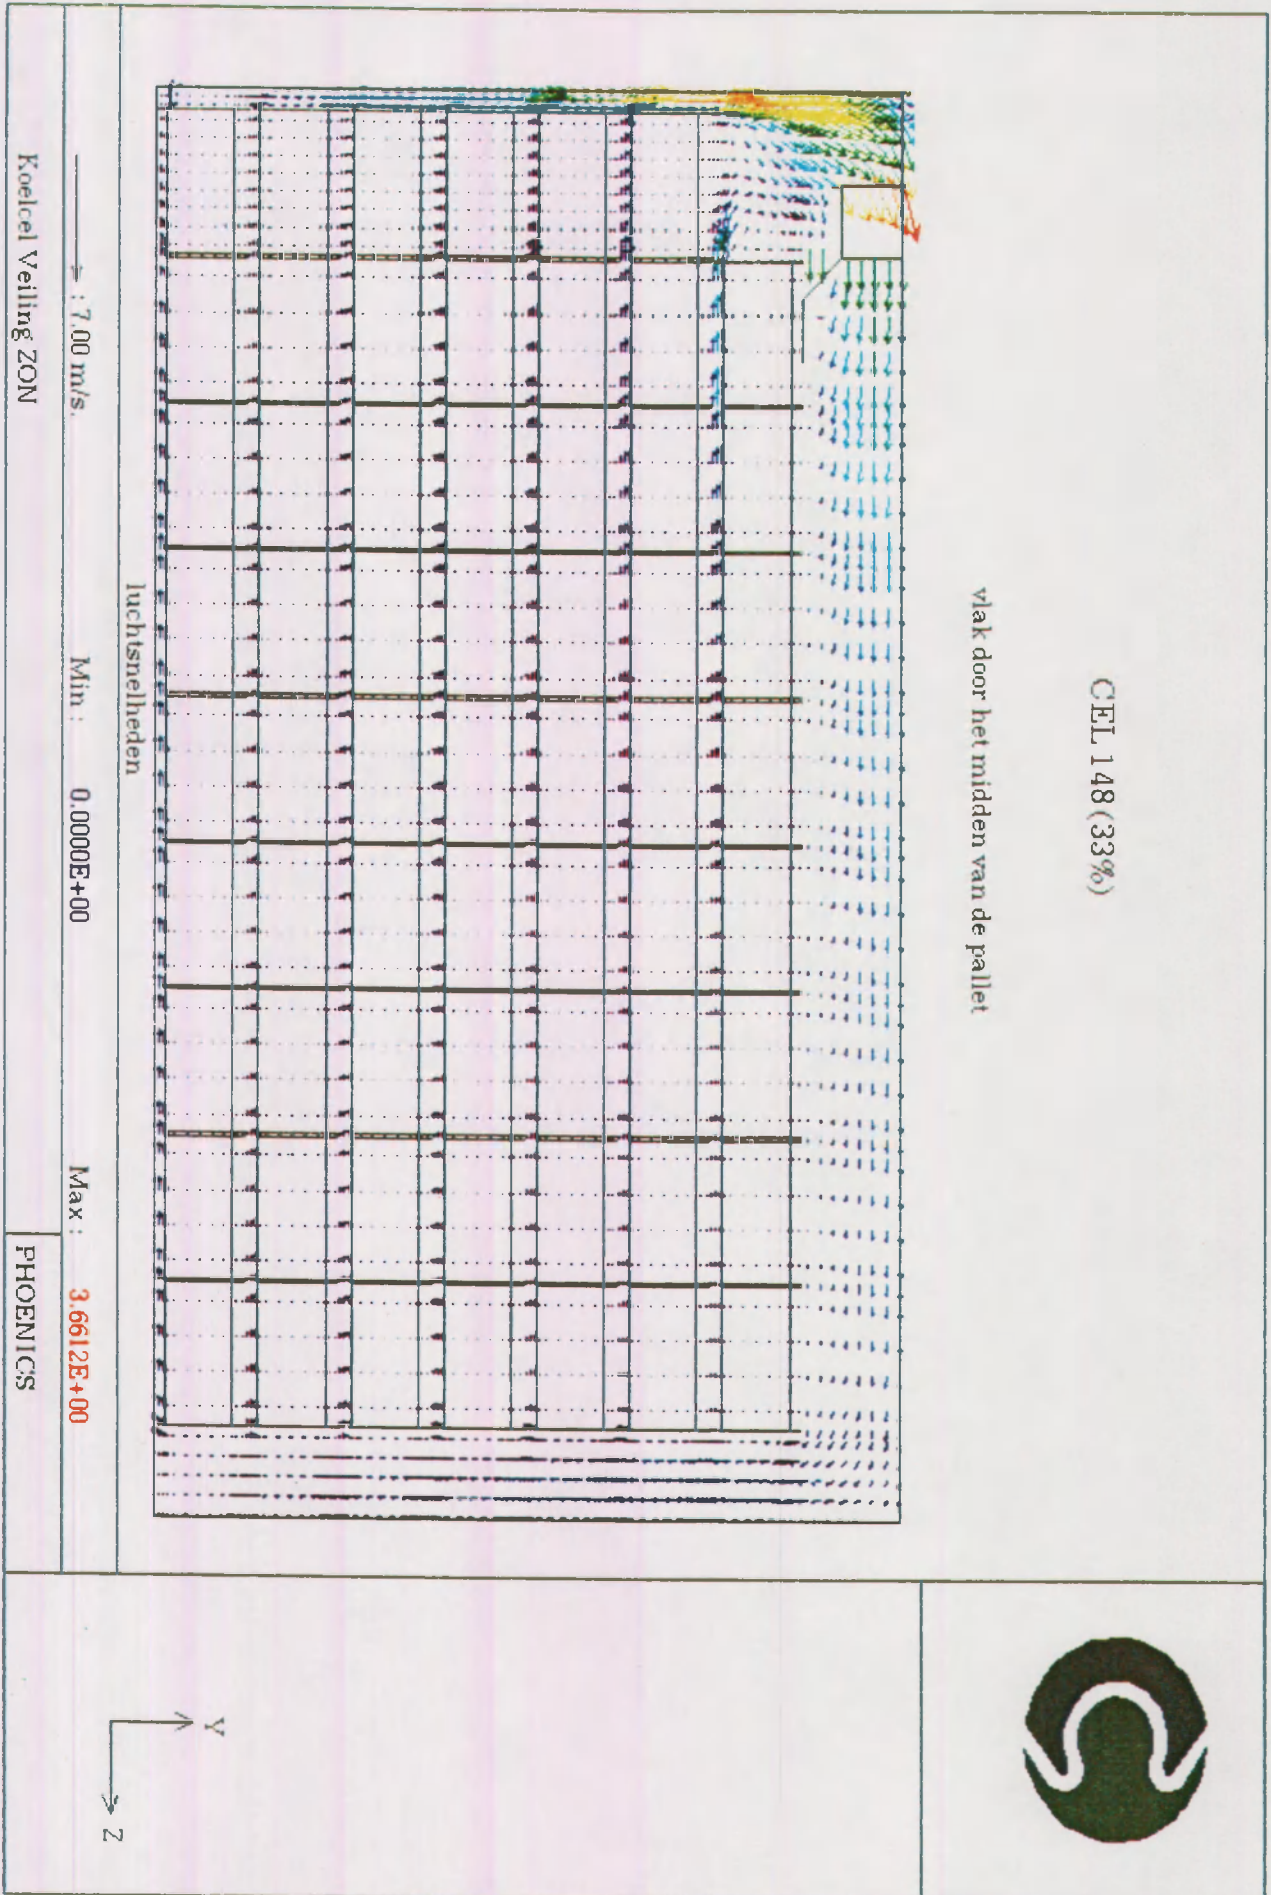 CEL 148 (33%)
vlak door het midden van de pallet
luchtsnelheden
: 7.00 m/s. Min : 0.0000E+00 Max : 3.6612E+00
Koelcel Veiling ZON PHOENICS
Y
Z